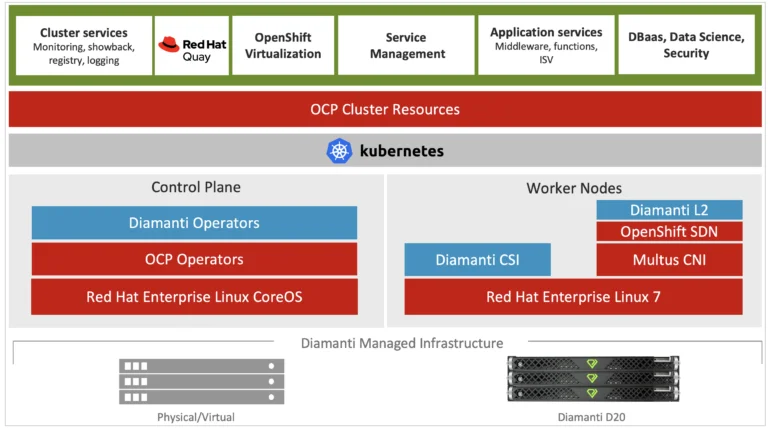 Cluster services
Monitoring, showback,
registry, logging
Red Hat
Quay
OpenShift
Virtualization
Service
Management
Application services
Middleware, functions,
ISV
DBaas, Data Science,
Security
OCP Cluster Resources
kubernetes
Control Plane
Diamanti Operators
OCP Operators
Red Hat Enterprise Linux CoreOS
Worker Nodes
Diamanti L2
OpenShift SDN
Diamanti CSI
Multus CNI
Red Hat Enterprise Linux 7
Diamanti Managed Infrastructure
Physical/Virtual
Diamanti D20